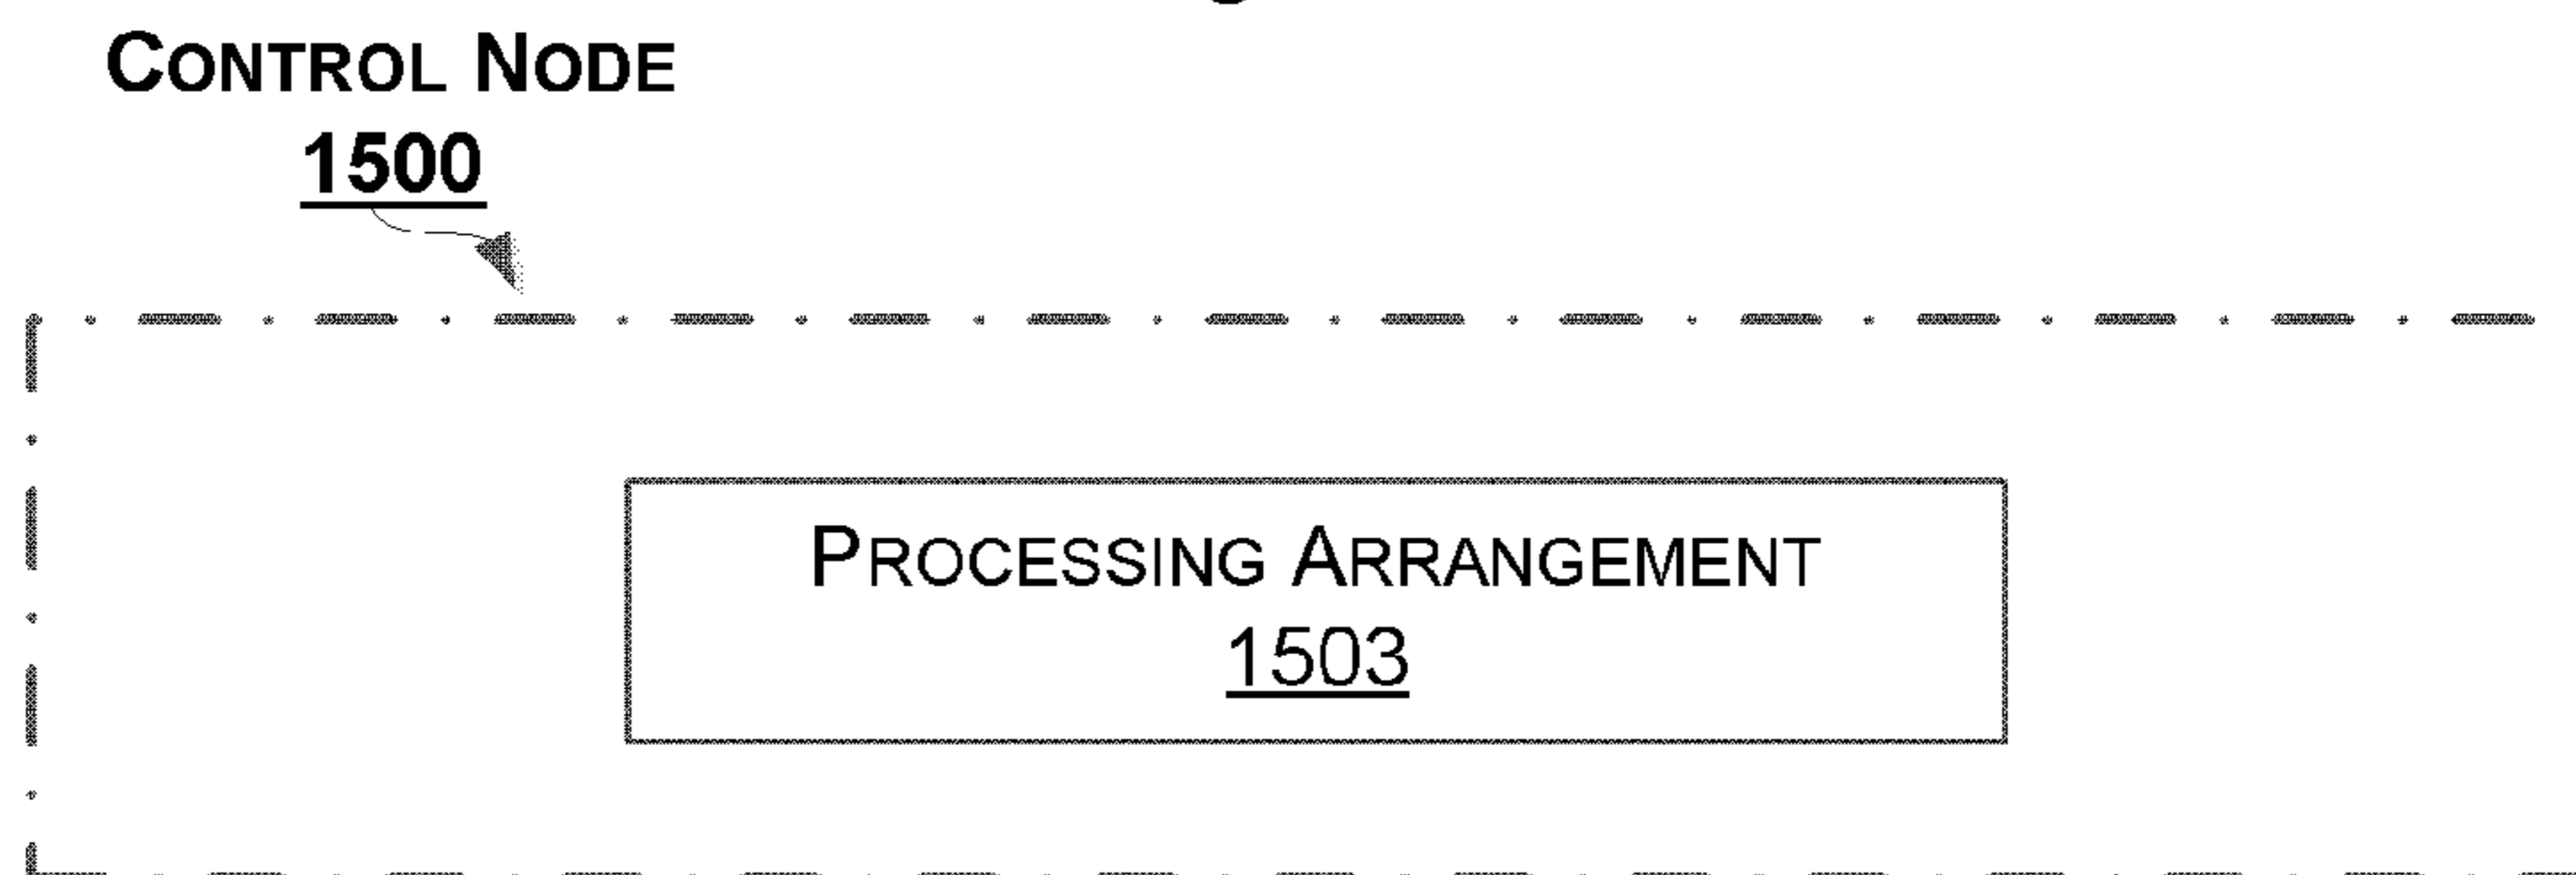 CONTROL NODE
1500
PROCESSING ARRANGEMENT
1503